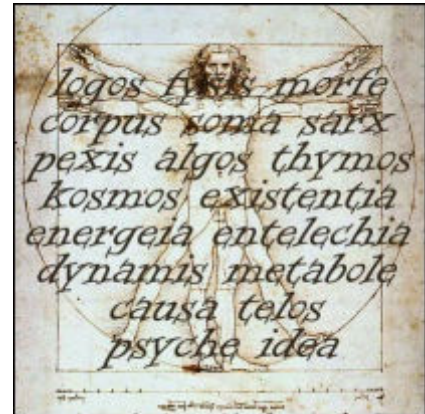 logos fysis morfe
corpus soma sarx
pexis algos thymos
kosmos existentia
energeia entelechia
dynamis metabole
causa telos
psyche idea